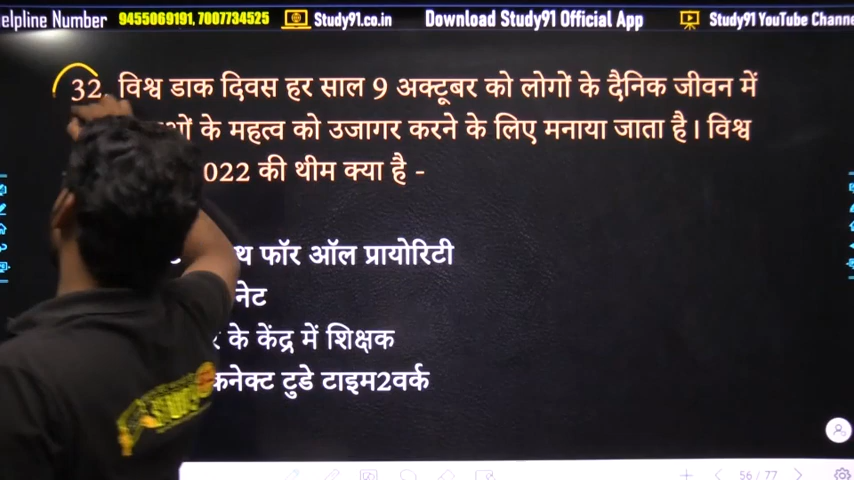 elpline Number 9455069191, 7007734525 Study91.co.in Download Study91 Official App Study91 YouTube Channe
32. विश्व डाक दिवस हर साल 9 अक्टूबर को लोगों के दैनिक जीवन में
के महत्व को उजागर करने के लिए मनाया जाता है। विश्व
022 की थीम क्या है -
फॉर ऑल प्रायोरिटी
नेट
के केंद्र में शिक्षक
कनेक्ट टुडे टाइम2वर्क
56 / 77